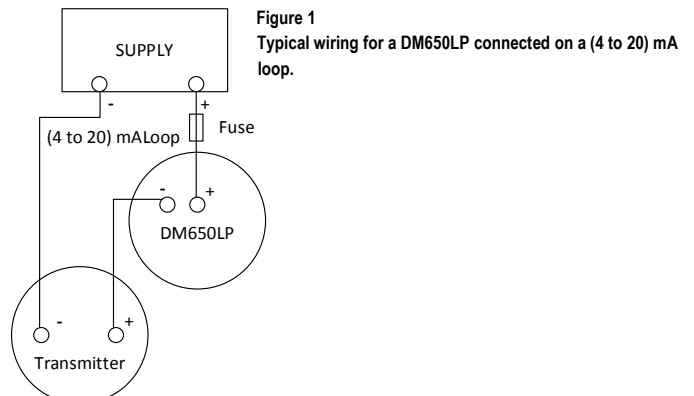 Figure 1
Typical wiring for a DM650LP connected on a (4 to 20) mA
loop.
SUPPLY
- +
Fuse
(4 to 20) mALoop
- +
DM650LP
- +
Transmitter